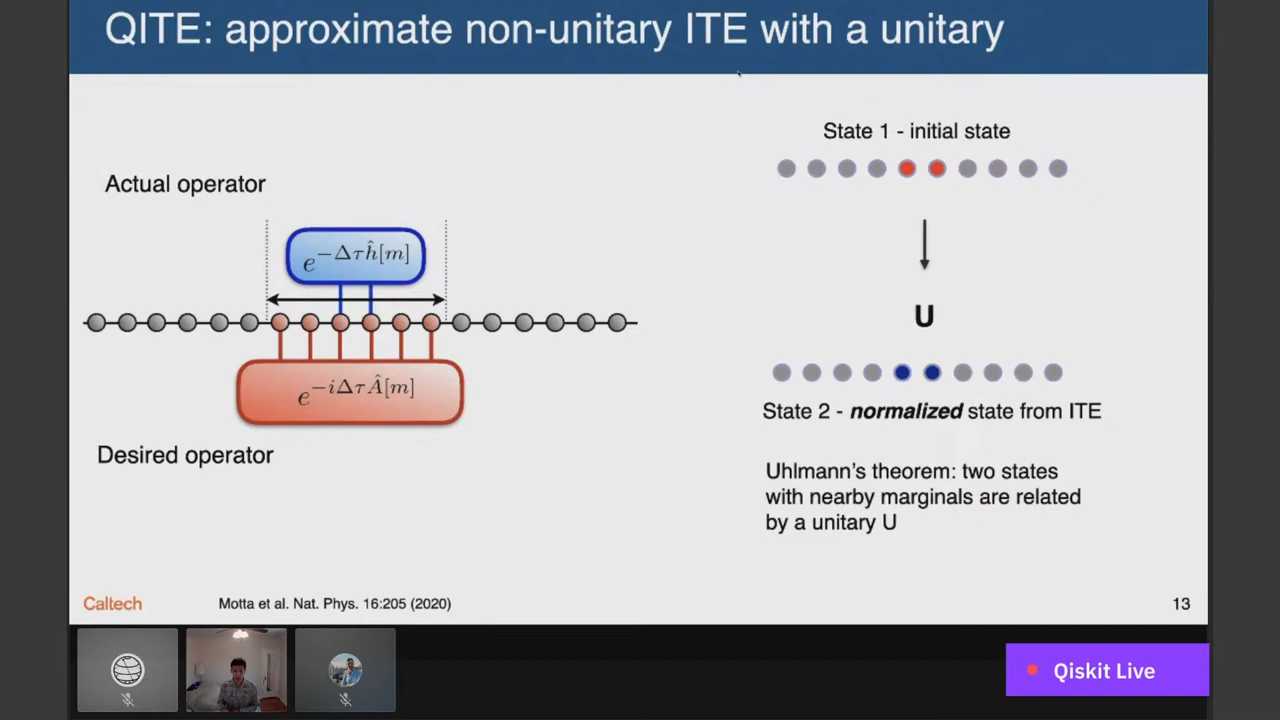 QITE: approximate non-unitary ITE with a unitary
Actual operator
e^{-Δτĥ[m]}
e^{-iΔτÂ[m]}
Desired operator
State 1 - initial state
U
State 2 - normalized state from ITE
Uhlmann's theorem: two states
with nearby marginals are related
by a unitary U
Caltech
Motta et al. Nat. Phys. 16:205 (2020)
13
Qiskit Live